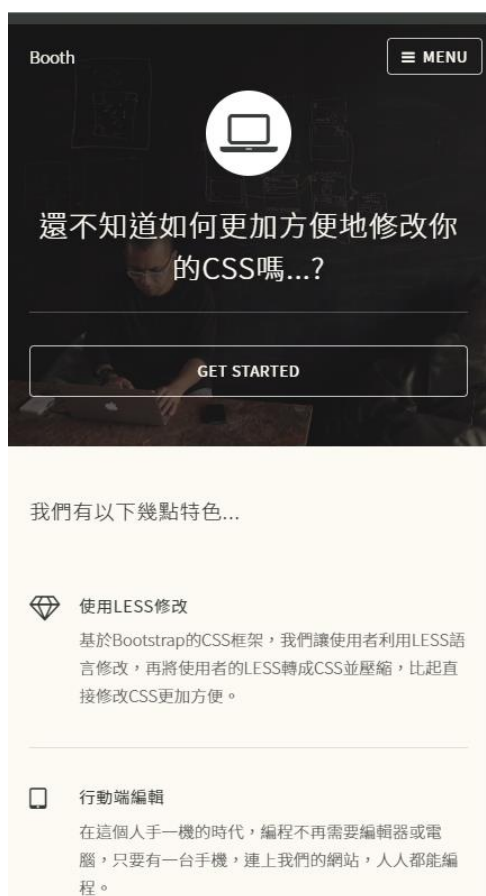 Booth
≡ MENU
還不知道如何更加方便地修改你
的CSS嗎...?
GET STARTED
我們有以下幾點特色...
使用LESS修改
基於Bootstrap的CSS框架，我們讓使用者利用LESS語
言修改，再將使用者的LESS轉成CSS並壓縮，比起直
接修改CSS更加方便。
行動端編輯
在這個人手一機的時代，編程不再需要編輯器或電
腦，只要有一台手機，連上我們的網站，人人都能編
程。